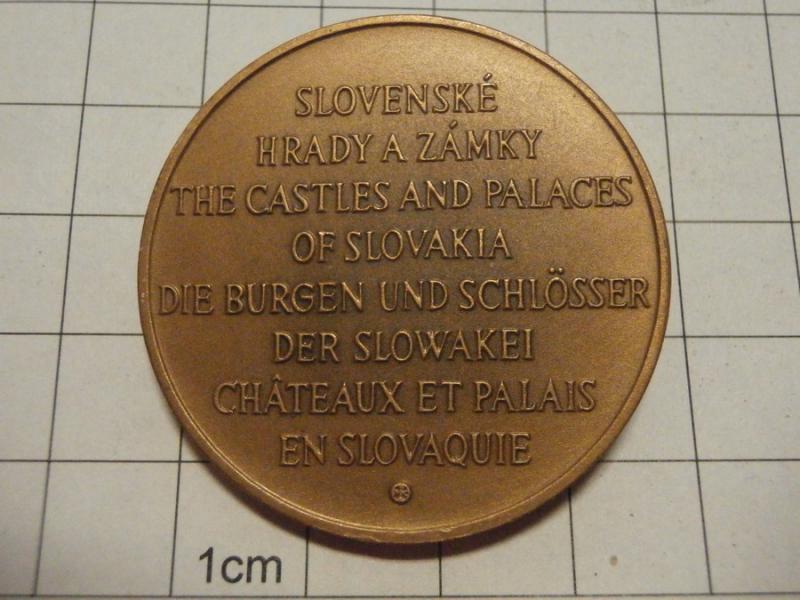 SLOVENSKÉ
HRADY A ZÁMKY
THE CASTLES AND PALACES
OF SLOVAKIA
DIE BURGEN UND SCHLÖSSER
DER SLOWAKEI
CHÂTEAUX ET PALAIS
EN SLOVAQUIE
1cm